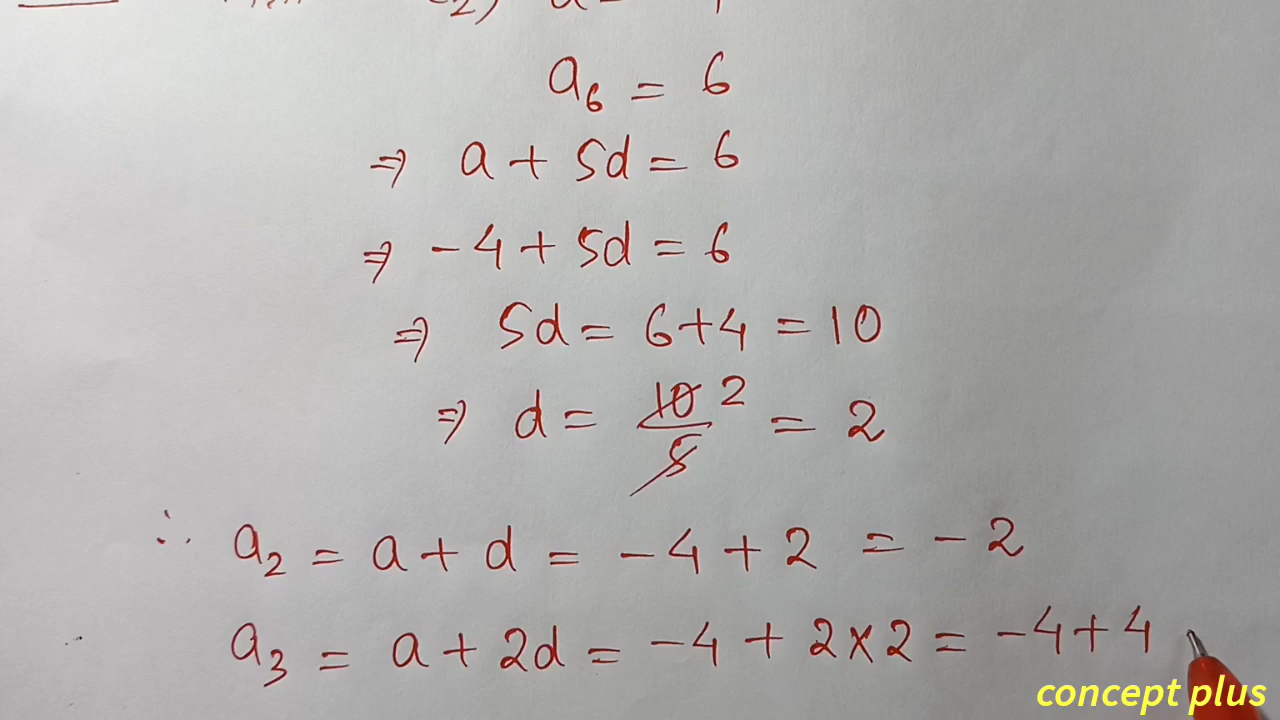 a₆ = 6
⇒ a + 5d = 6
⇒ -4 + 5d = 6
⇒ 5d = 6+4 = 10
⇒ d = 10/5 2 = 2
∴ a₂ = a + d = -4 + 2 = -2
a₃ = a + 2d = -4 + 2×2 = -4+4
concept plus